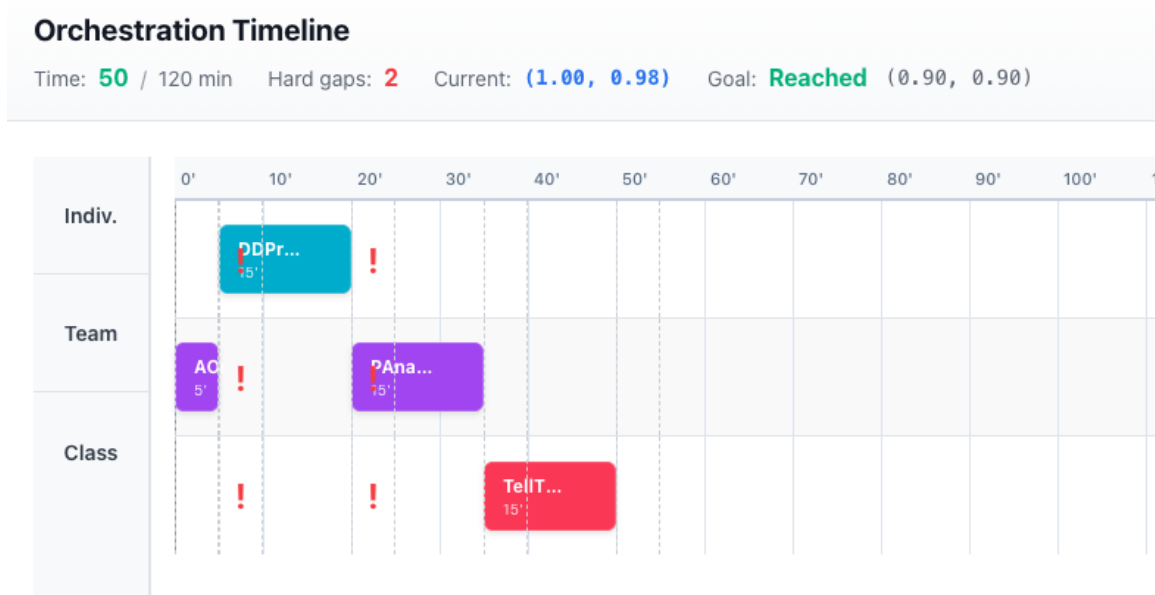 Orchestration Timeline
Time: 50 / 120 min Hard gaps: 2 Current: (1.00, 0.98) Goal: Reached (0.90, 0.90)
0' 10' 20' 30' 40' 50' 60' 70' 80' 90' 100'
Indiv.
DDPr...
15'
! !
Team
AC PAna...
5' 15'
! !
Class
TellT...
15'
! !